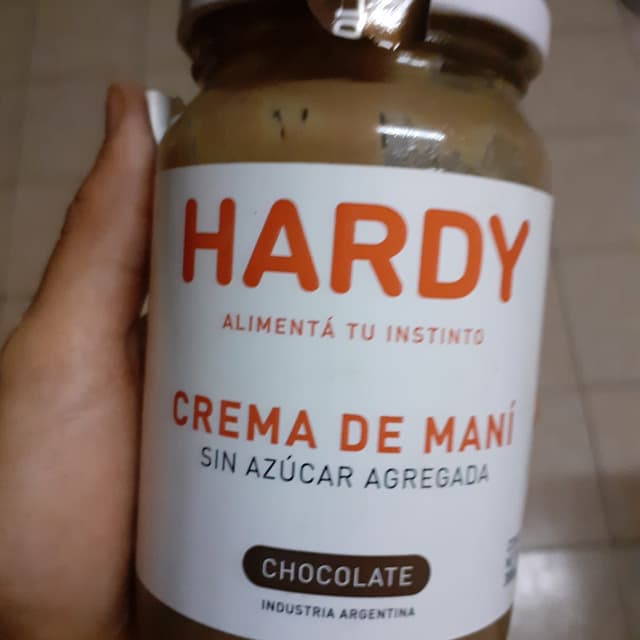 HARDY
ALIMENTÁ TU INSTINTO
CREMA DE MANÍ
SIN AZÚCAR AGREGADA
CHOCOLATE
INDUSTRIA ARGENTINA